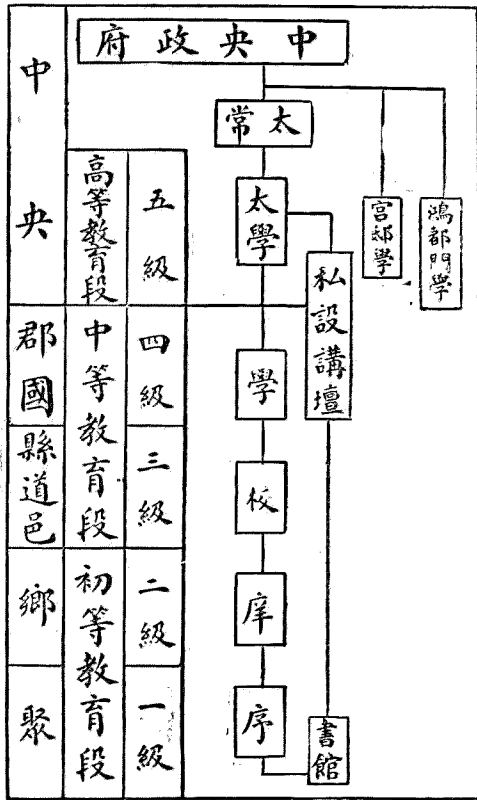 中央政府
太常
太學
宮邸學
鴻都門學
私設講壇
學
校
庠
序
書館
中央
郡國
縣道邑
鄉
聚
高等教育段
中等教育段
初等教育段
五級
四級
三級
二級
一級